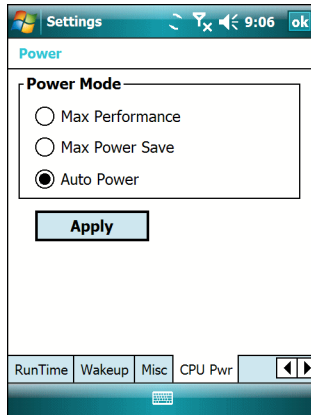 Settings 9:06 ok
Power
Power Mode
Max Performance
Max Power Save
Auto Power
Apply
RunTime Wakeup Misc CPU Pwr